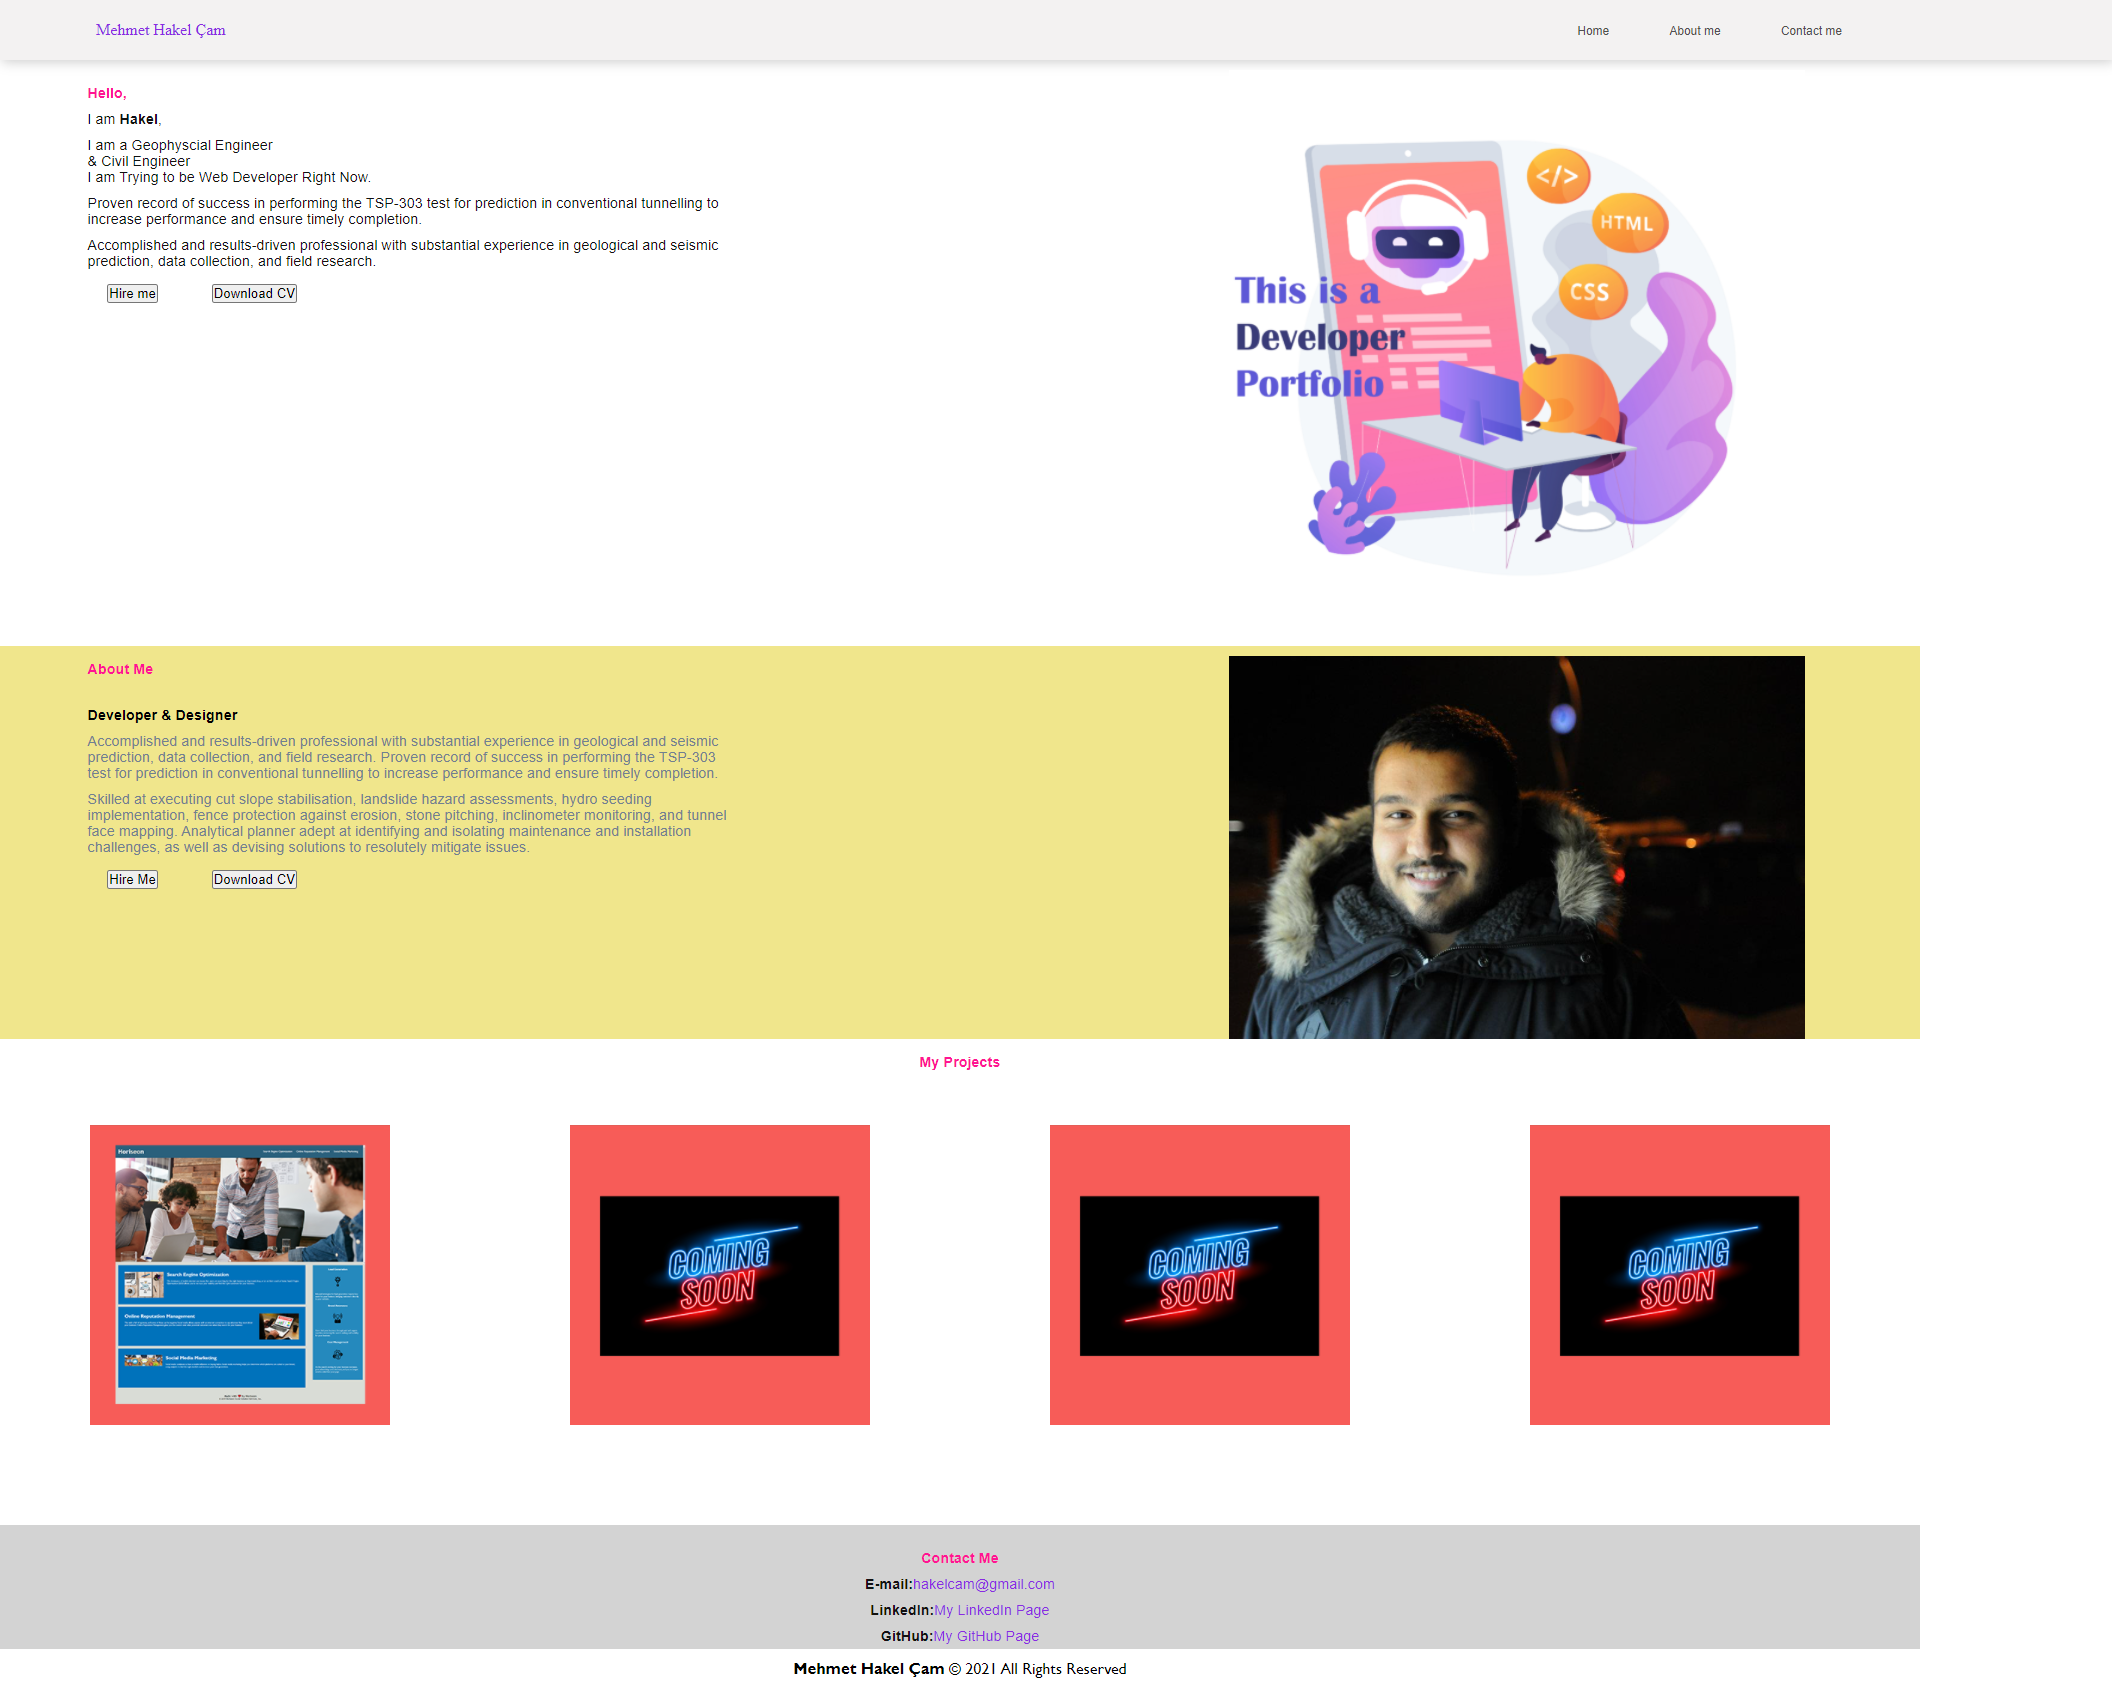 Mehmet Hakel Çam
Home
About me
Contact me
Hello,
I am Hakel,
I am a Geophyscial Engineer
& Civil Engineer
I am Trying to be Web Developer Right Now.
Proven record of success in performing the TSP-303 test for prediction in conventional tunnelling to
increase performance and ensure timely completion.
Accomplished and results-driven professional with substantial experience in geological and seismic
prediction, data collection, and field research.
Hire me
Download CV
</>
HTML
CSS
This is a
Developer
Portfolio
About Me
Developer & Designer
Accomplished and results-driven professional with substantial experience in geological and seismic
prediction, data collection, and field research. Proven record of success in performing the TSP-303
test for prediction in conventional tunnelling to increase performance and ensure timely completion.
Skilled at executing cut slope stabilisation, landslide hazard assessments, hydro seeding
implementation, fence protection against erosion, stone pitching, inclinometer monitoring, and tunnel
face mapping. Analytical planner adept at identifying and isolating maintenance and installation
challenges, as well as devising solutions to resolutely mitigate issues.
Hire Me
Download CV
My Projects
Horiseon
Search Engine Optimization
Online Reputation Management
Social Media Marketing
COMING
SOON
COMING
SOON
COMING
SOON
Contact Me
E-mail:hakelcam@gmail.com
LinkedIn:My LinkedIn Page
GitHub:My GitHub Page
Mehmet Hakel Çam © 2021 All Rights Reserved